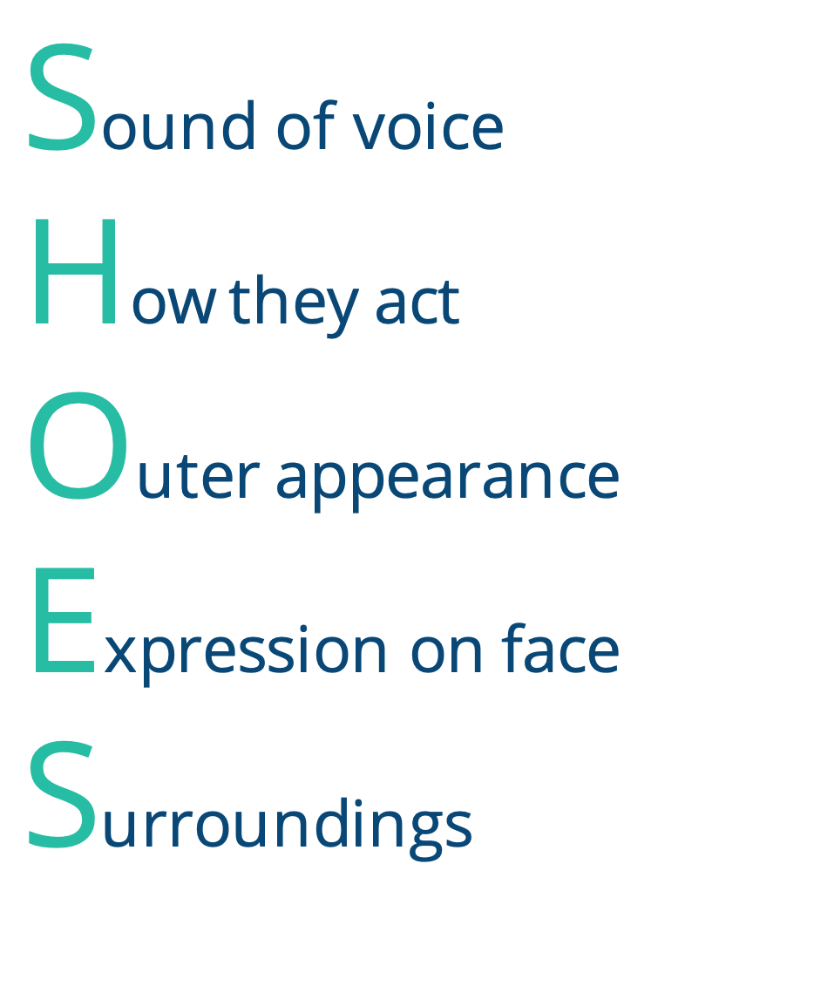 Sound of voice
How they act
Outer appearance
Expression on face
Surroundings